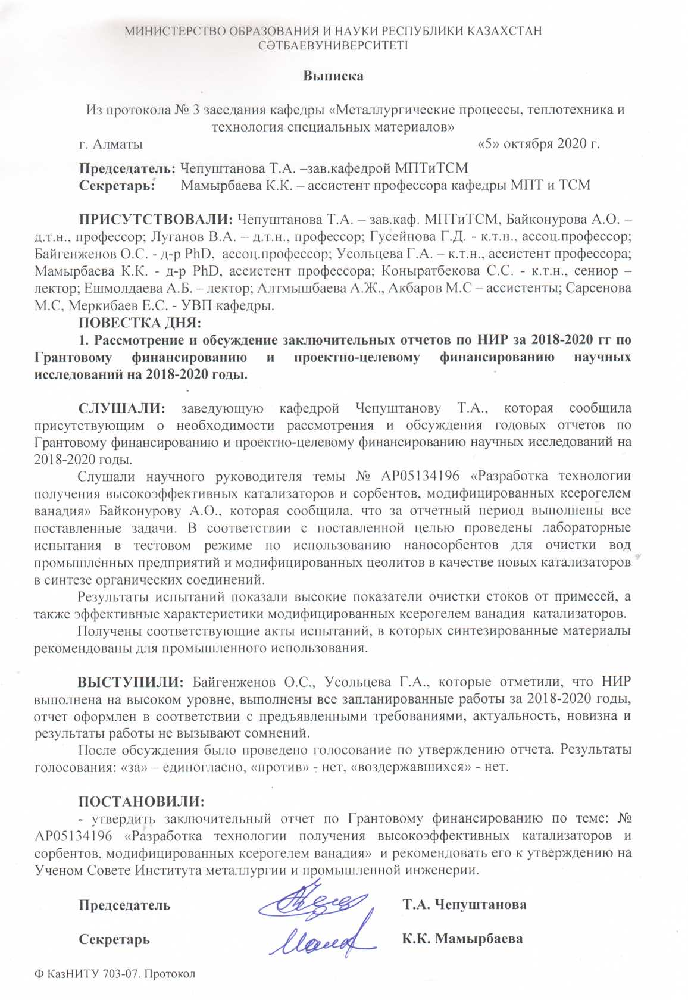 МИНИСТЕРСТВО ОБРАЗОВАНИЯ И НАУКИ РЕСПУБЛИКИ КАЗАХСТАН
СӘТБАЕВУНИВЕРСИТЕТІ
Выписка
Из протокола № 3 заседания кафедры «Металлургические процессы, теплотехника и
технология специальных материалов»
г. Алматы «5» октября 2020 г.
Председатель: Чепуштанова Т.А. –зав.кафедрой МПТиТСМ
Секретарь: Мамырбаева К.К. – ассистент профессора кафедры МПТ и ТСМ
ПРИСУТСТВОВАЛИ: Чепуштанова Т.А. – зав.каф. МПТиТСМ, Байконурова А.О. –
д.т.н., профессор; Луганов В.А. – д.т.н., профессор; Гусейнова Г.Д. - к.т.н., ассоц.профессор;
Байгенженов О.С. - д-р PhD, ассоц.профессор; Усольцева Г.А. – к.т.н., ассистент профессора;
Мамырбаева К.К. - д-р PhD, ассистент профессора; Коныратбекова С.С. - к.т.н., сениор –
лектор; Ешмолдаева А.Б. – лектор; Алтмышбаева А.Ж., Акбаров М.С – ассистенты; Сарсенова
М.С, Меркибаев Е.С. - УВП кафедры.
ПОВЕСТКА ДНЯ:
1. Рассмотрение и обсуждение заключительных отчетов по НИР за 2018-2020 гг по
Грантовому финансированию и проектно-целевому финансированию научных
исследований на 2018-2020 годы.
СЛУШАЛИ: заведующую кафедрой Чепуштанову Т.А., которая сообщила
присутствующим о необходимости рассмотрения и обсуждения годовых отчетов по
Грантовому финансированию и проектно-целевому финансированию научных исследований на
2018-2020 годы.
Слушали научного руководителя темы № АР05134196 «Разработка технологии
получения высокоэффективных катализаторов и сорбентов, модифицированных ксерогелем
ванадия» Байконурову А.О., которая сообщила, что за отчетный период выполнены все
поставленные задачи. В соответствии с поставленной целью проведены лабораторные
испытания в тестовом режиме по использованию наносорбентов для очистки вод
промышленных предприятий и модифицированных цеолитов в качестве новых катализаторов
в синтезе органических соединений.
Результаты испытаний показали высокие показатели очистки стоков от примесей, а
также эффективные характеристики модифицированных ксерогелем ванадия катализаторов.
Получены соответствующие акты испытаний, в которых синтезированные материалы
рекомендованы для промышленного использования.
ВЫСТУПИЛИ: Байгенженов О.С., Усольцева Г.А., которые отметили, что НИР
выполнена на высоком уровне, выполнены все запланированные работы за 2018-2020 годы,
отчет оформлен в соответствии с предъявленными требованиями, актуальность, новизна и
результаты работы не вызывают сомнений.
После обсуждения было проведено голосование по утверждению отчета. Результаты
голосования: «за» – единогласно, «против» - нет, «воздержавшихся» - нет.
ПОСТАНОВИЛИ:
- утвердить заключительный отчет по Грантовому финансированию по теме: №
АР05134196 «Разработка технологии получения высокоэффективных катализаторов и
сорбентов, модифицированных ксерогелем ванадия» и рекомендовать его к утверждению на
Ученом Совете Института металлургии и промышленной инженерии.
Председатель Т.А. Чепуштанова
Секретарь К.К. Мамырбаева
Ф КазНИТУ 703-07. Протокол